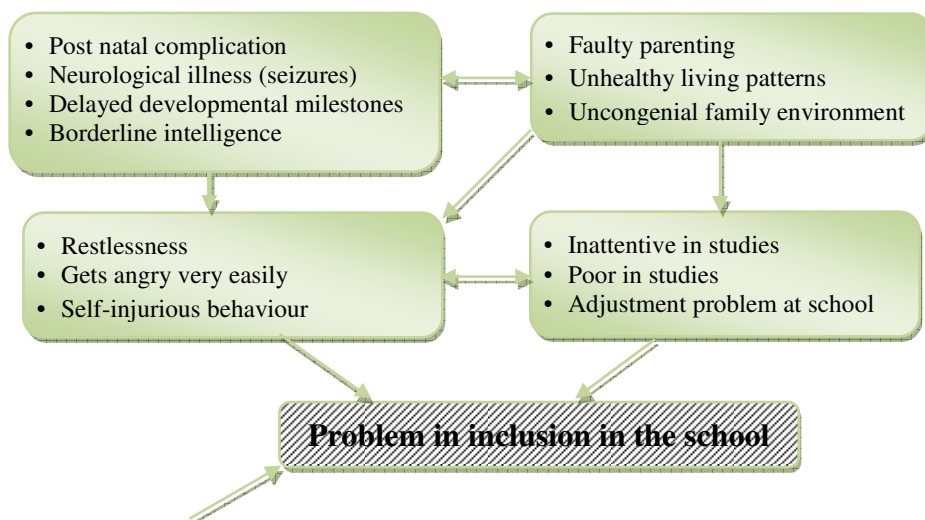 • Post natal complication
• Neurological illness (seizures)
• Delayed developmental milestones
• Borderline intelligence
• Faulty parenting
• Unhealthy living patterns
• Uncongenial family environment
• Restlessness
• Gets angry very easily
• Self-injurious behaviour
• Inattentive in studies
• Poor in studies
• Adjustment problem at school
Problem in inclusion in the school